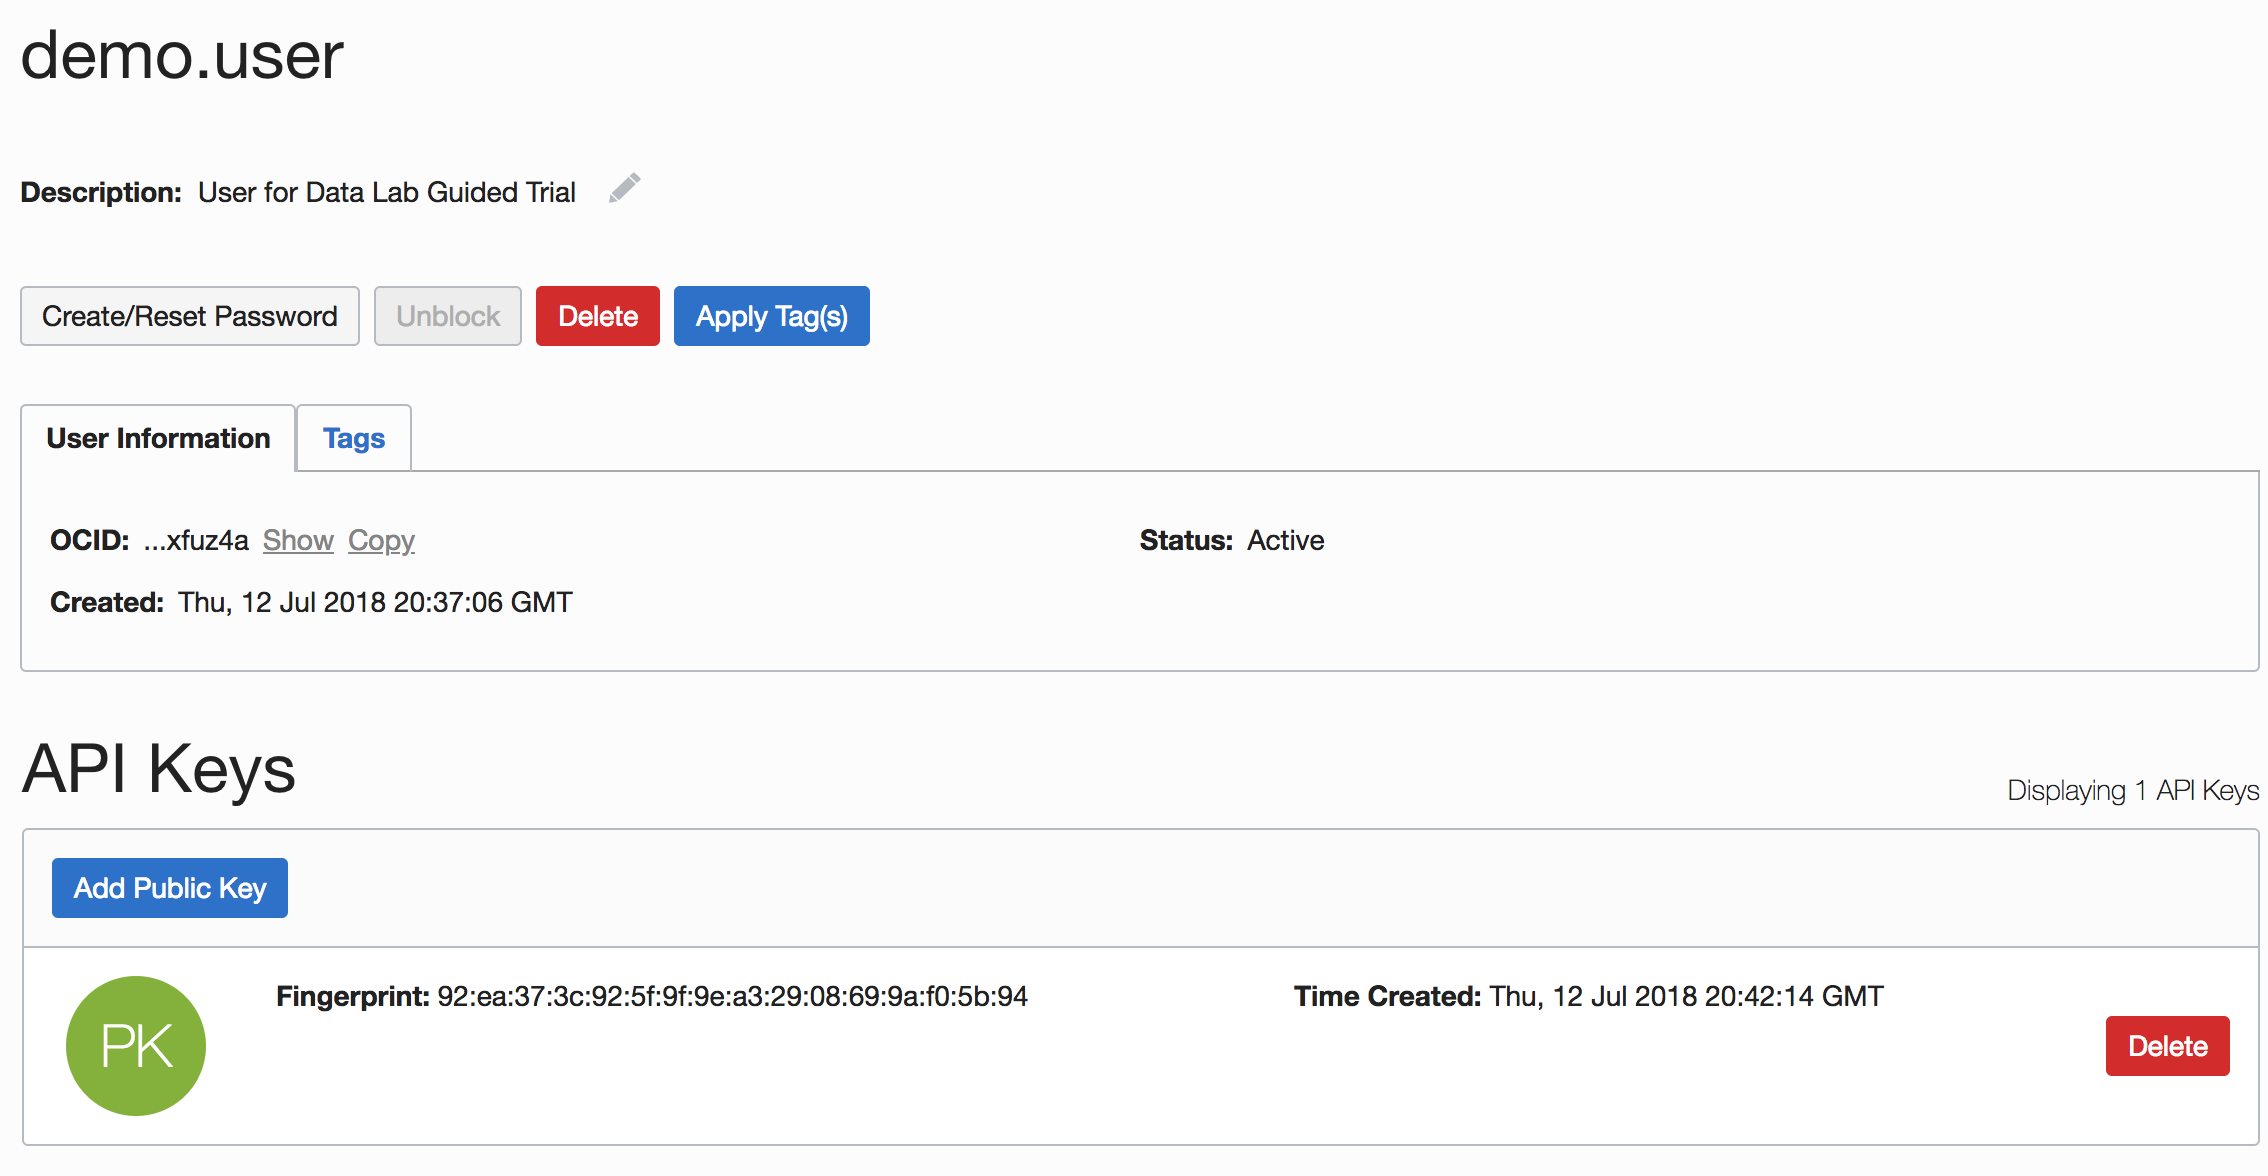 demo.user
Description: User for Data Lab Guided Trial
Create/Reset Password Unblock Delete Apply Tag(s)
User Information Tags
OCID: ...xfuz4a Show Copy Status: Active
Created: Thu, 12 Jul 2018 20:37:06 GMT
API Keys
Displaying 1 API Keys
Add Public Key
Fingerprint: 92:ea:37:3c:92:5f:9f:9e:a3:29:08:69:9a:f0:5b:94 Time Created: Thu, 12 Jul 2018 20:42:14 GMT
PK Delete